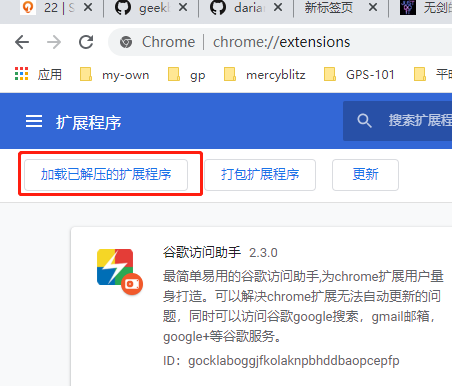 22 | S
geekl
darian
新标签页
无剑的
Chrome | chrome://extensions
应用 my-own gp mercyblitz GPS-101 平时
扩展程序
搜索扩展程
加载已解压的扩展程序 打包扩展程序 更新
谷歌访问助手 2.3.0
最简单易用的谷歌访问助手,为chrome扩展用户量
身打造。可以解决chrome扩展无法自动更新的问
题，同时可以访问谷歌google搜索，gmail邮箱，
google+等谷歌服务。
ID：gocklaboggjfkolaknpbhddbaopcepfp